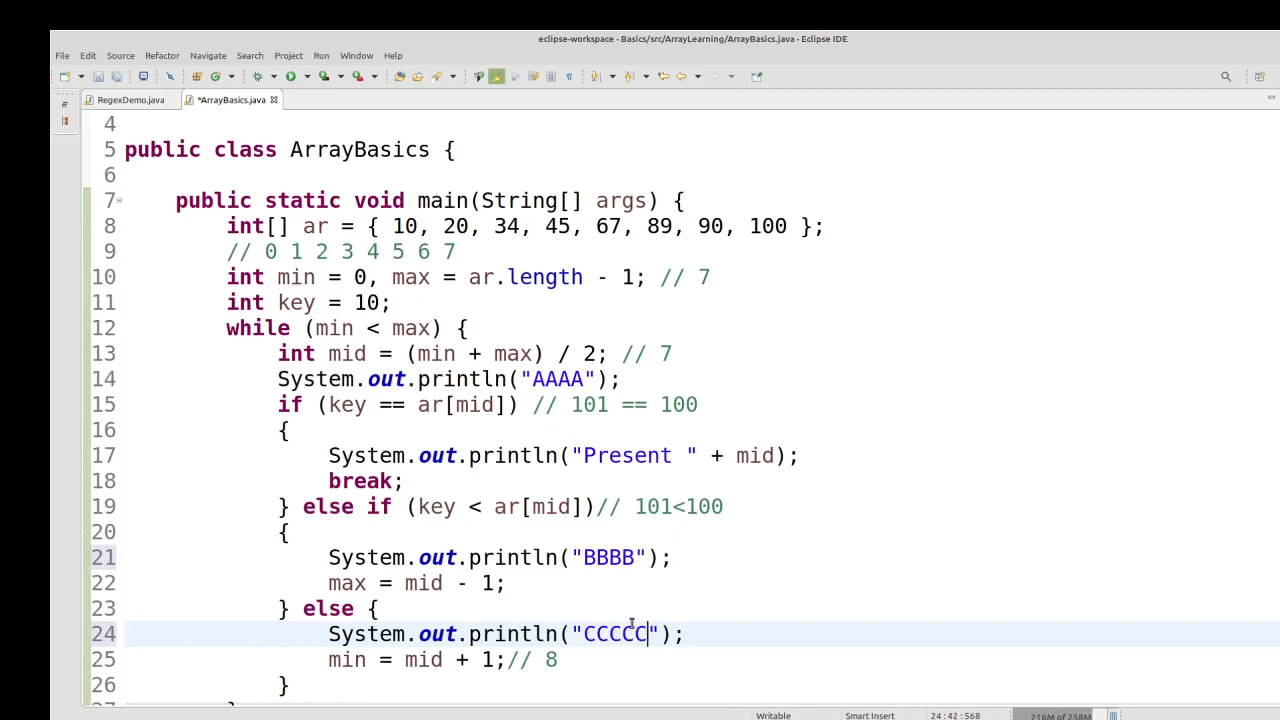 eclipse-workspace - Basics/src/ArrayLearning/ArrayBasics.java - Eclipse IDE
File Edit Source Refactor Navigate Search Project Run Window Help
RegexDemo.java *ArrayBasics.java
4
5 public class ArrayBasics {
6
7 public static void main(String[] args) {
8 int[] ar = { 10, 20, 34, 45, 67, 89, 90, 100 };
9 // 0 1 2 3 4 5 6 7
10 int min = 0, max = ar.length - 1; // 7
11 int key = 10;
12 while (min < max) {
13 int mid = (min + max) / 2; // 7
14 System.out.println("AAAA");
15 if (key == ar[mid]) // 101 == 100
16 {
17 System.out.println("Present " + mid);
18 break;
19 } else if (key < ar[mid])// 101<100
20 {
21 System.out.println("BBBB");
22 max = mid - 1;
23 } else {
24 System.out.println("CCCCC");
25 min = mid + 1;// 8
26 }
Writable Smart Insert 24:42:568 216M of 258M